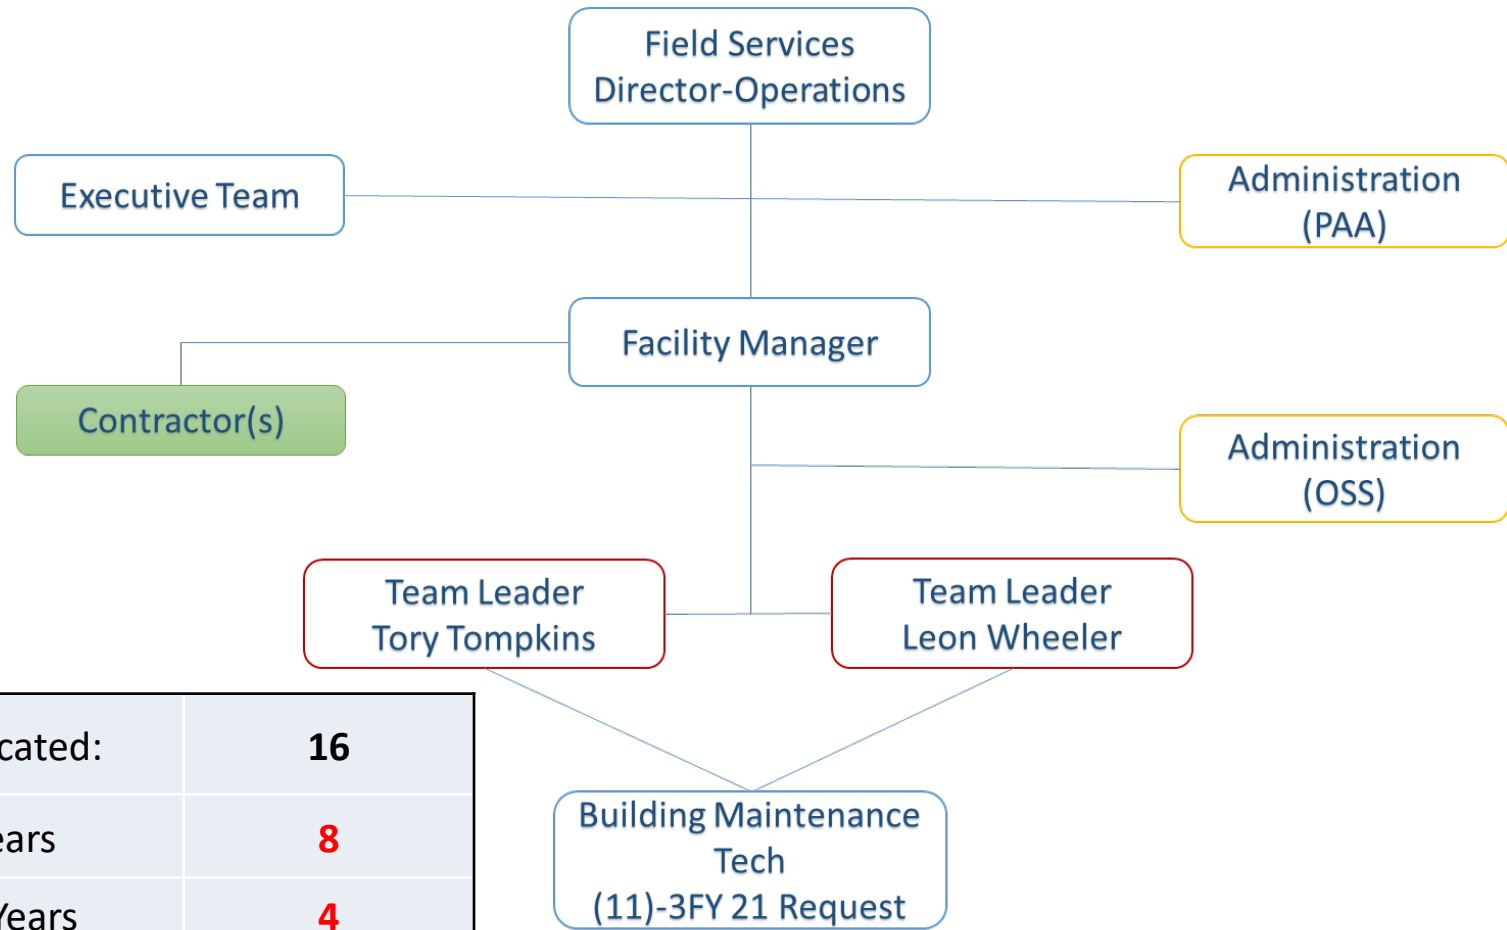 Field Services
Director-Operations
Executive Team
Administration
(PAA)
Facility Manager
Contractor(s)
Administration
(OSS)
Team Leader
Tory Tompkins
Team Leader
Leon Wheeler
cated: 16
ears 8
Years 4
Building Maintenance
Tech
(11)-3FY 21 Request